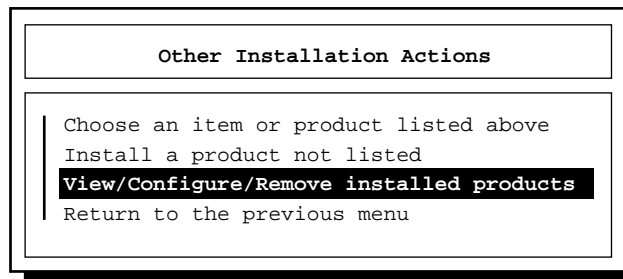 Other Installation Actions
Choose an item or product listed above
Install a product not listed
View/Configure/Remove installed products
Return to the previous menu